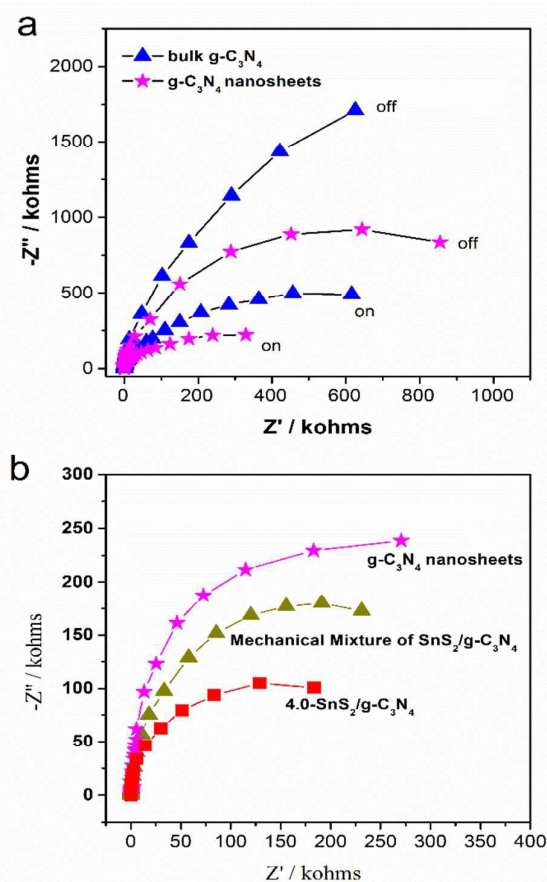 a
bulk g-C₃N₄
g-C₃N₄ nanosheets
off
off
on
on
2000
1500
1000
500
0
-Z" / kohms
0 200 400 600 800 1000
Z' / kohms
b
300
250
200
150
100
50
0
-Z" / kohms
g-C₃N₄ nanosheets
Mechanical Mixture of SnS₂/g-C₃N₄
4.0-SnS₂/g-C₃N₄
0 50 100 150 200 250 300 350 400
Z' / kohms